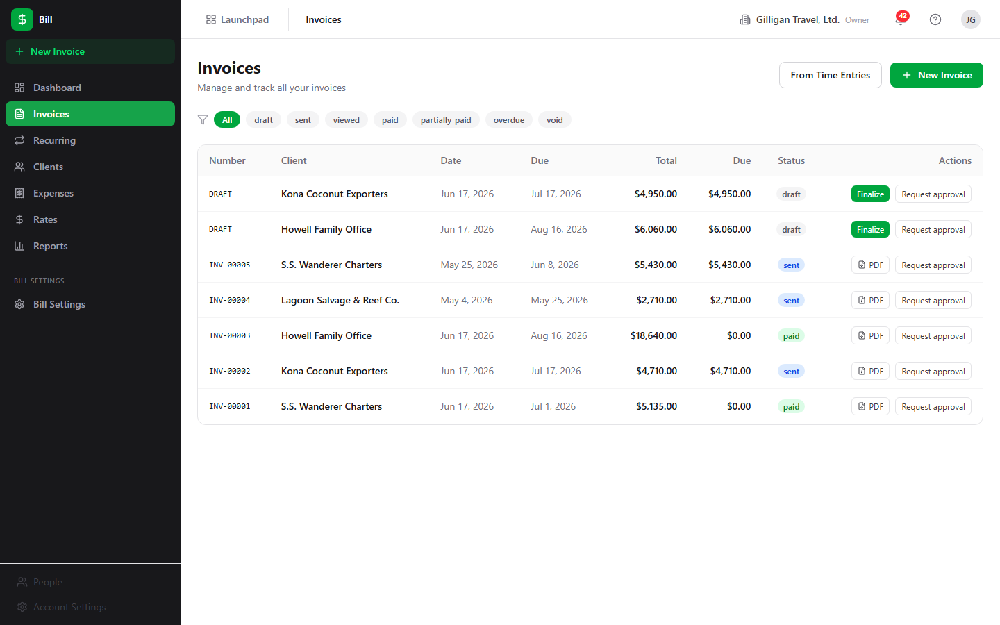 Bill
New Invoice
Dashboard
Invoices
Recurring
Clients
Expenses
Rates
Reports
BILL SETTINGS
Bill Settings
People
Account Settings
Launchpad
Invoices
Gilligan Travel, Ltd. Owner
42
JG
Invoices
Manage and track all your invoices
From Time Entries
New Invoice
All draft sent viewed paid partially_paid overdue void
Number Client Date Due Total Due Status Actions
DRAFT Kona Coconut Exporters Jun 17, 2026 Jul 17, 2026 $4,950.00 $4,950.00 draft Finalize Request approval
DRAFT Howell Family Office Jun 17, 2026 Aug 16, 2026 $6,060.00 $6,060.00 draft Finalize Request approval
INV-00005 S.S. Wanderer Charters May 25, 2026 Jun 8, 2026 $5,430.00 $5,430.00 sent PDF Request approval
INV-00004 Lagoon Salvage & Reef Co. May 4, 2026 May 25, 2026 $2,710.00 $2,710.00 sent PDF Request approval
INV-00003 Howell Family Office Jun 17, 2026 Aug 16, 2026 $18,640.00 $0.00 paid PDF Request approval
INV-00002 Kona Coconut Exporters Jun 17, 2026 Jul 17, 2026 $4,710.00 $4,710.00 sent PDF Request approval
INV-00001 S.S. Wanderer Charters Jun 17, 2026 Jul 1, 2026 $5,135.00 $0.00 paid PDF Request approval